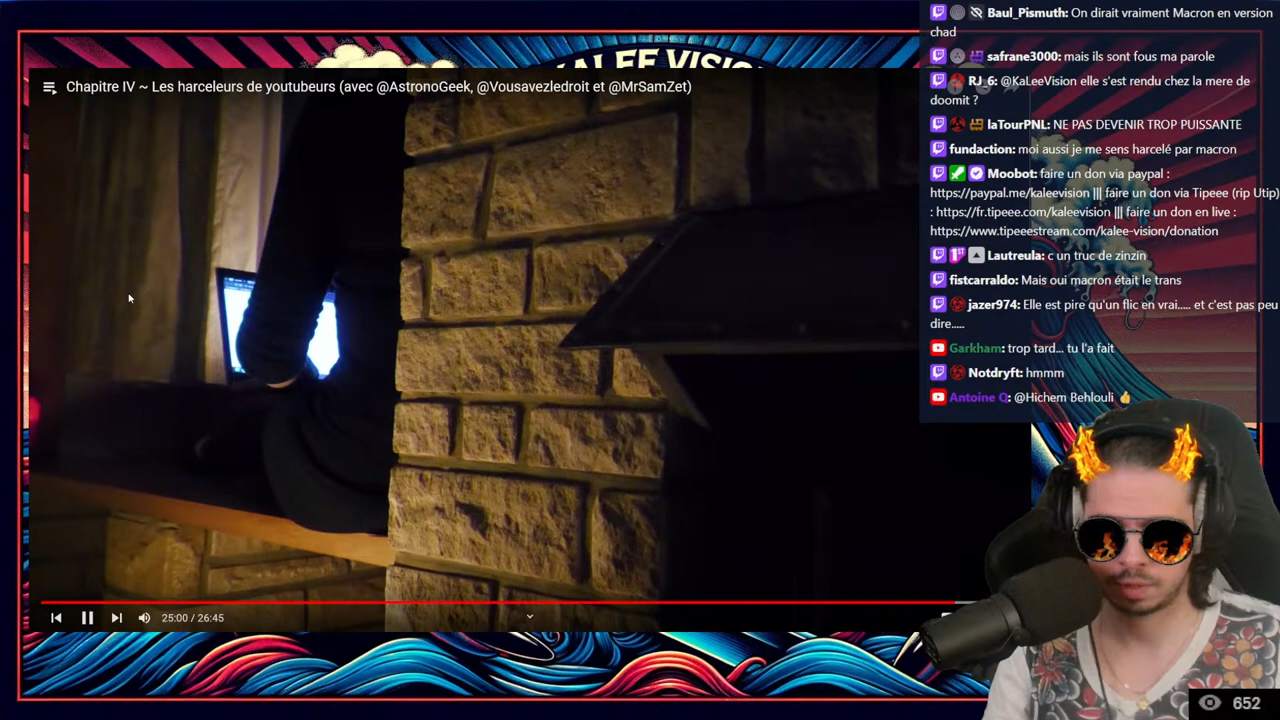 KALEE VISION
Chapitre IV ~ Les harceleurs de youtubeurs (avec @AstronoGeek, @Vousavezledroit et @MrSamZet)
25:00 / 26:45
Baul_Pismuth: On dirait vraiment Macron en version
chad
safrane3000: mais ils sont fous ma parole
RJ_6: @KaLeeVision elle s'est rendu chez la mere de
doomit ?
laTourPNL: NE PAS DEVENIR TROP PUISSANTE
fundaction: moi aussi je me sens harcelé par macron
Moobot: faire un don via paypal :
https://paypal.me/kaleevision ||| faire un don via Tipeee (rip Utip)
: https://fr.tipeee.com/kaleevision ||| faire un don en live :
https://www.tipeeestream.com/kalee-vision/donation
1st Lautreula: c un truc de zinzin
fistcarraldo: Mais oui macron était le trans
jazer974: Elle est pire qu'un flic en vrai..... et c'est pas peu
dire.....
Garkham: trop tard... tu l'a fait
Notdryft: hmmm
Antoine Q: @Hichem Behlouli 👍
652